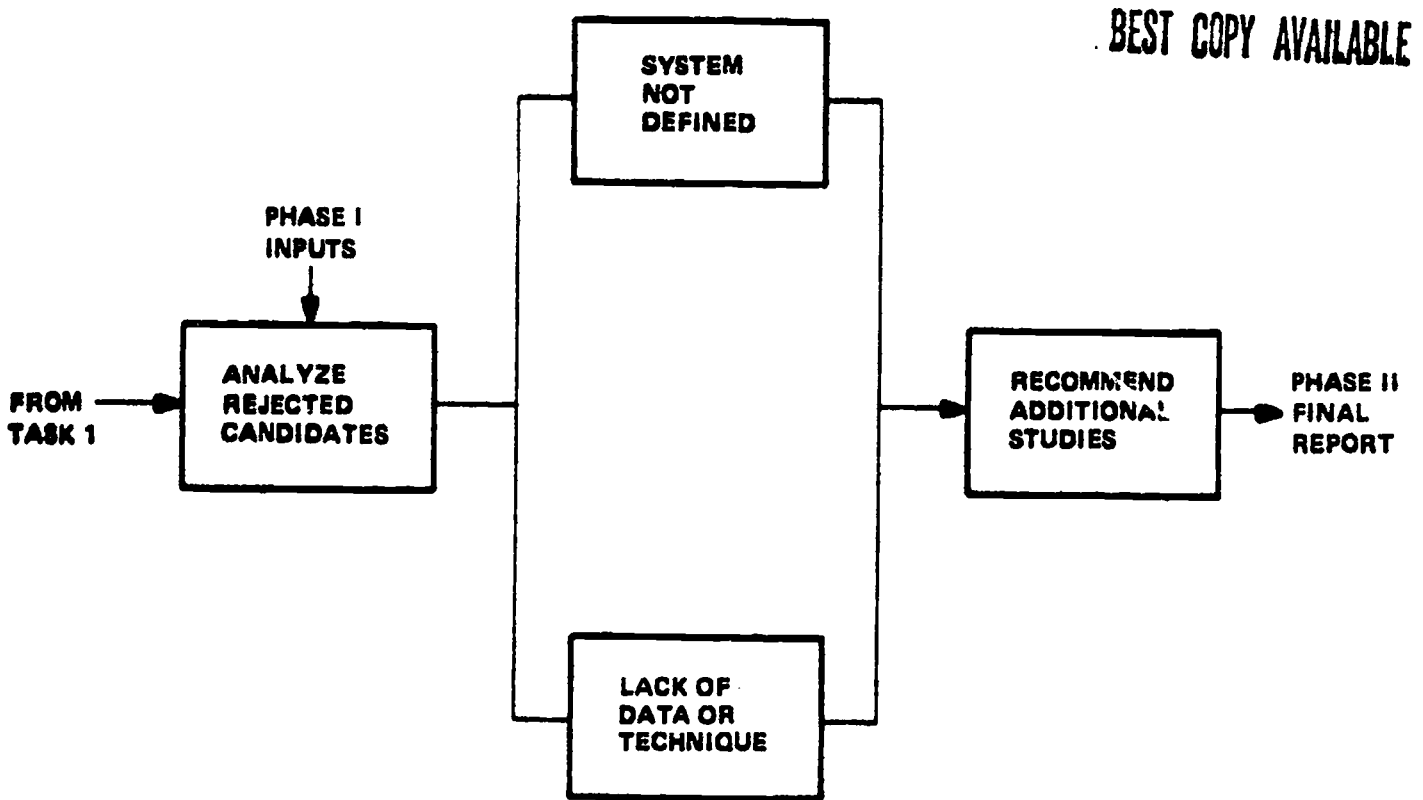 BEST COPY AVAILABLE
SYSTEM
NOT
DEFINED
PHASE I
INPUTS
FROM
TASK 1
ANALYZE
REJECTED
CANDIDATES
RECOMMEND
ADDITIONAL
STUDIES
PHASE II
FINAL
REPORT
LACK OF
DATA OR
TECHNIQUE